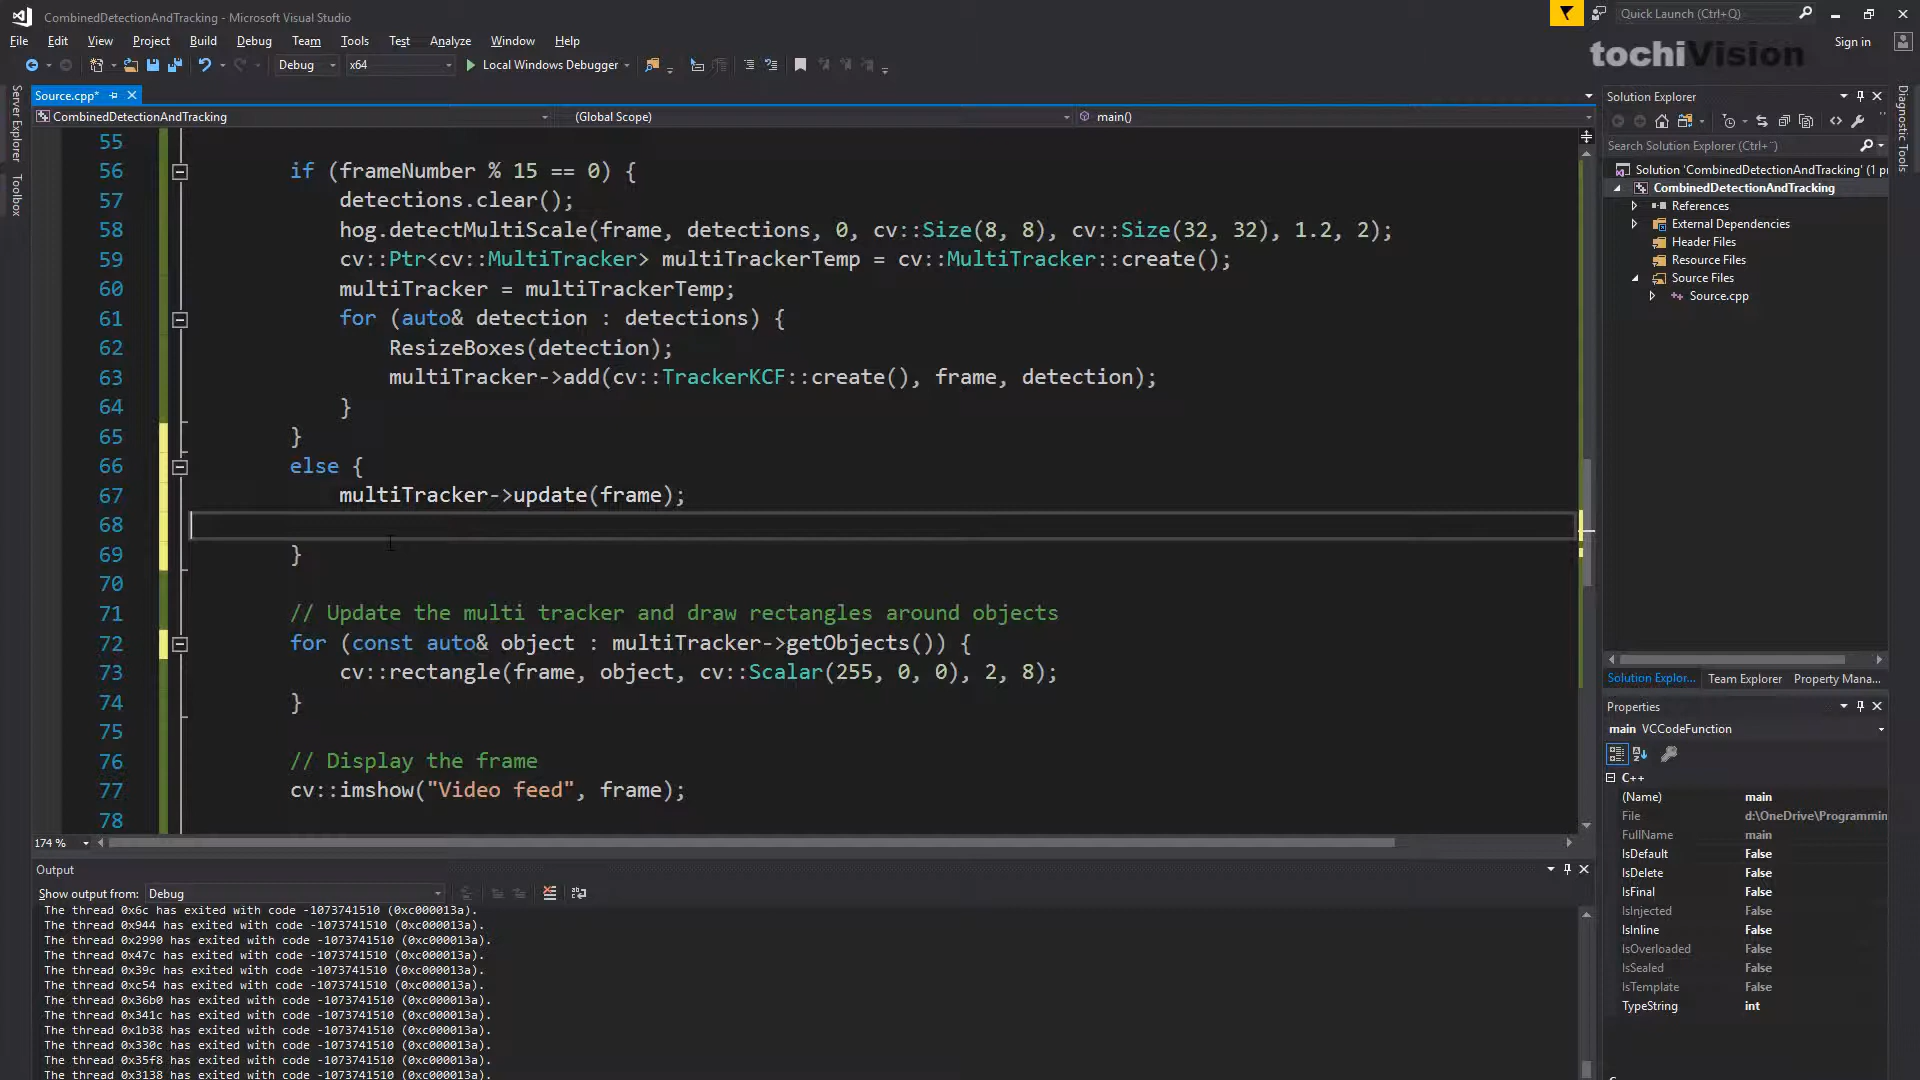 CombinedDetectionAndTracking - Microsoft Visual Studio
Quick Launch (Ctrl+Q)
File Edit View Project Build Debug Team Tools Test Analyze Window Help
Sign in
tochiVision
Debug x64 Local Windows Debugger
Server Explorer
Toolbox
Source.cpp*
CombinedDetectionAndTracking (Global Scope) main()
55
56 if (frameNumber % 15 == 0) {
57 detections.clear();
58 hog.detectMultiScale(frame, detections, 0, cv::Size(8, 8), cv::Size(32, 32), 1.2, 2);
59 cv::Ptr<cv::MultiTracker> multiTrackerTemp = cv::MultiTracker::create();
60 multiTracker = multiTrackerTemp;
61 for (auto& detection : detections) {
62 ResizeBoxes(detection);
63 multiTracker->add(cv::TrackerKCF::create(), frame, detection);
64 }
65 }
66 else {
67 multiTracker->update(frame);
68
69 }
70
71 // Update the multi tracker and draw rectangles around objects
72 for (const auto& object : multiTracker->getObjects()) {
73 cv::rectangle(frame, object, cv::Scalar(255, 0, 0), 2, 8);
74 }
75
76 // Display the frame
77 cv::imshow("Video feed", frame);
78
174 %
Output
Show output from: Debug
The thread 0x6c has exited with code -1073741510 (0xc000013a).
The thread 0x944 has exited with code -1073741510 (0xc000013a).
The thread 0x2990 has exited with code -1073741510 (0xc000013a).
The thread 0x47c has exited with code -1073741510 (0xc000013a).
The thread 0x39c has exited with code -1073741510 (0xc000013a).
The thread 0xc54 has exited with code -1073741510 (0xc000013a).
The thread 0x36b0 has exited with code -1073741510 (0xc000013a).
The thread 0x341c has exited with code -1073741510 (0xc000013a).
The thread 0x1b38 has exited with code -1073741510 (0xc000013a).
The thread 0x330c has exited with code -1073741510 (0xc000013a).
The thread 0x35f8 has exited with code -1073741510 (0xc000013a).
The thread 0x3138 has exited with code -1073741510 (0xc000013a).
Solution Explorer
Search Solution Explorer (Ctrl+¨)
Solution 'CombinedDetectionAndTracking' (1 p
CombinedDetectionAndTracking
References
External Dependencies
Header Files
Resource Files
Source Files
Source.cpp
Solution Explor... Team Explorer Property Mana...
Properties
main VCCodeFunction
C++
(Name) main
File d:\OneDrive\Programmin
FullName main
IsDefault False
IsDelete False
IsFinal False
IsInjected False
IsInline False
IsOverloaded False
IsSealed False
IsTemplate False
TypeString int
Diagnostic Tools